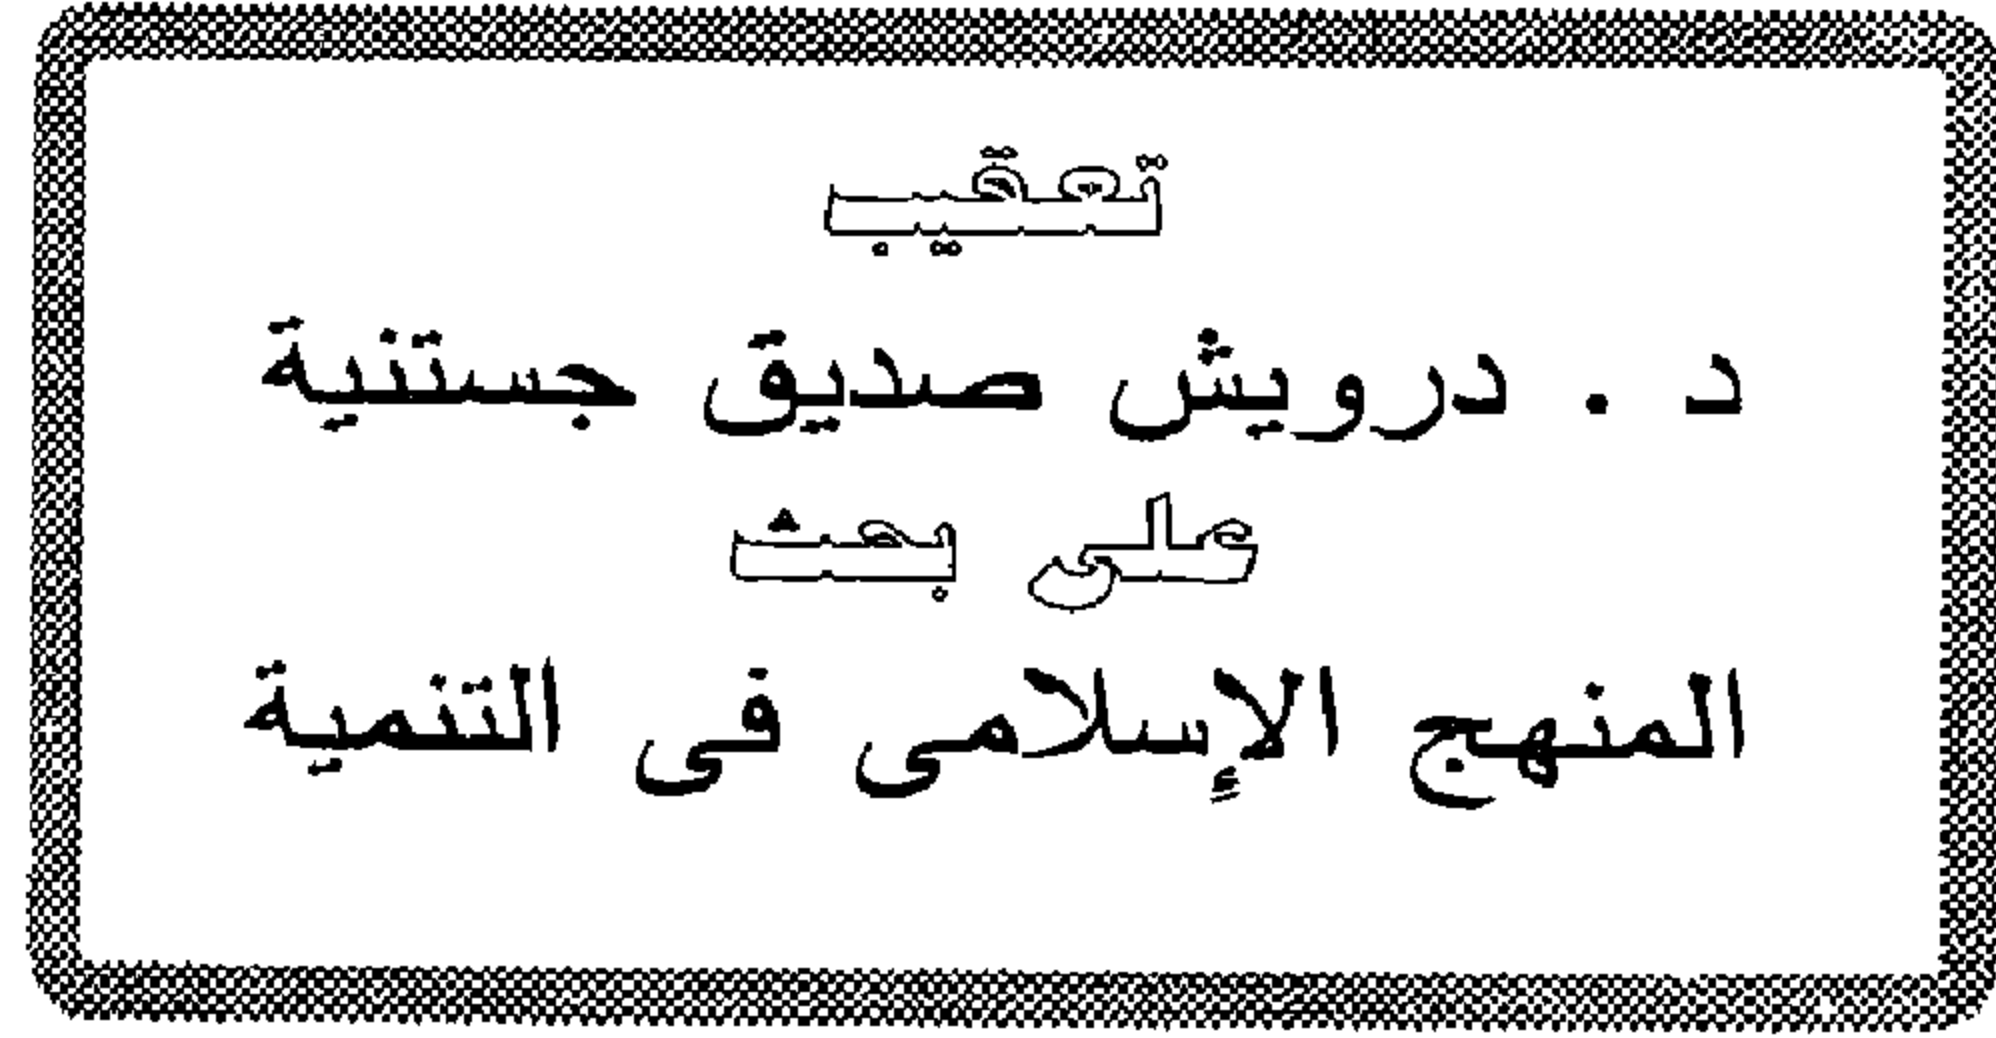 تعقيب
د . درويش صديق جستنية
على بحث
المنهج الإسلامى فى التنمية